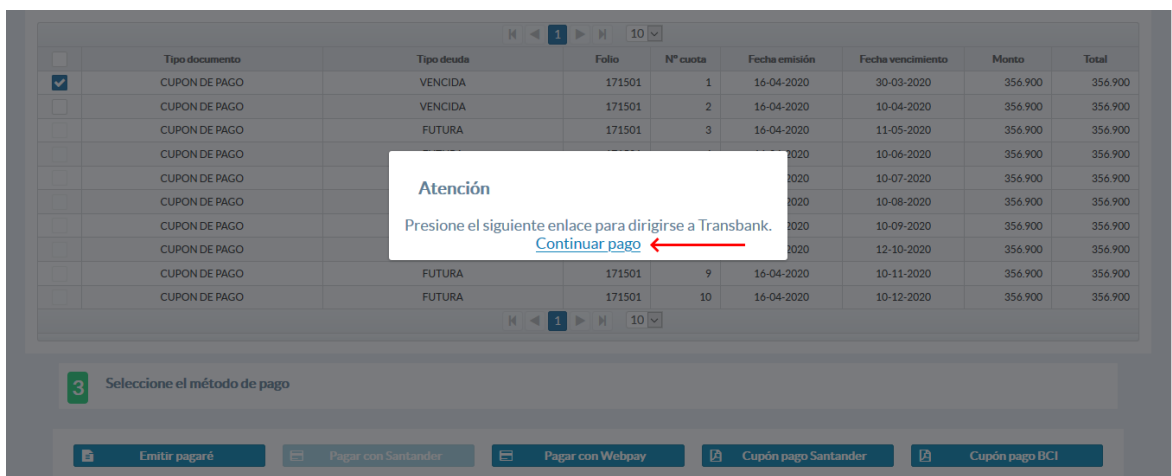 1 10
Tipo documento Tipo deuda Folio Nº cuota Fecha emisión Fecha vencimiento Monto Total
CUPON DE PAGO VENCIDA 171501 1 16-04-2020 30-03-2020 356.900 356.900
CUPON DE PAGO VENCIDA 171501 2 16-04-2020 10-04-2020 356.900 356.900
CUPON DE PAGO FUTURA 171501 3 16-04-2020 11-05-2020 356.900 356.900
CUPON DE PAGO 2020 10-06-2020 356.900 356.900
CUPON DE PAGO 2020 10-07-2020 356.900 356.900
CUPON DE PAGO 2020 10-08-2020 356.900 356.900
CUPON DE PAGO 2020 10-09-2020 356.900 356.900
CUPON DE PAGO 2020 12-10-2020 356.900 356.900
CUPON DE PAGO FUTURA 171501 9 16-04-2020 10-11-2020 356.900 356.900
CUPON DE PAGO FUTURA 171501 10 16-04-2020 10-12-2020 356.900 356.900
1 10
Atención
Presione el siguiente enlace para dirigirse a Transbank.
Continuar pago
3 Seleccione el método de pago
Emitir pagaré Pagar con Santander Pagar con Webpay Cupón pago Santander Cupón pago BCI